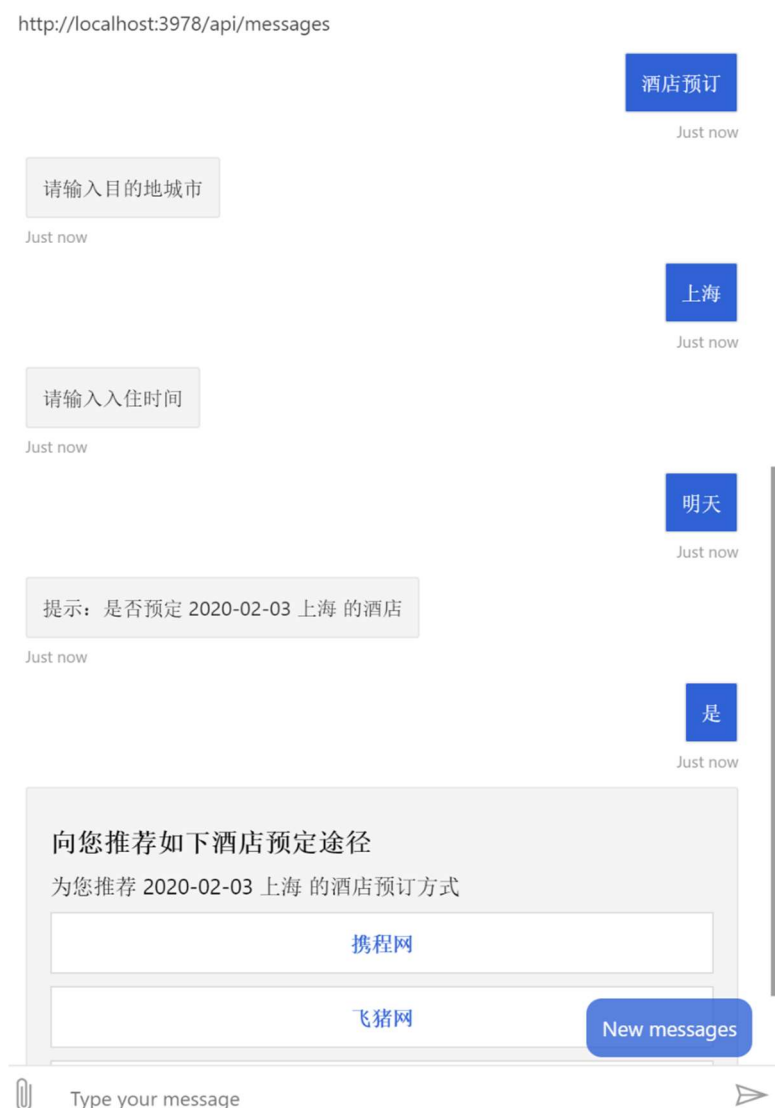 http://localhost:3978/api/messages
酒店预订
Just now
请输入目的地城市
Just now
上海
Just now
请输入入住时间
Just now
明天
Just now
提示：是否预定 2020-02-03 上海 的酒店
Just now
是
Just now
向您推荐如下酒店预定途径
为您推荐 2020-02-03 上海 的酒店预订方式
携程网
飞猪网
New messages
Type your message